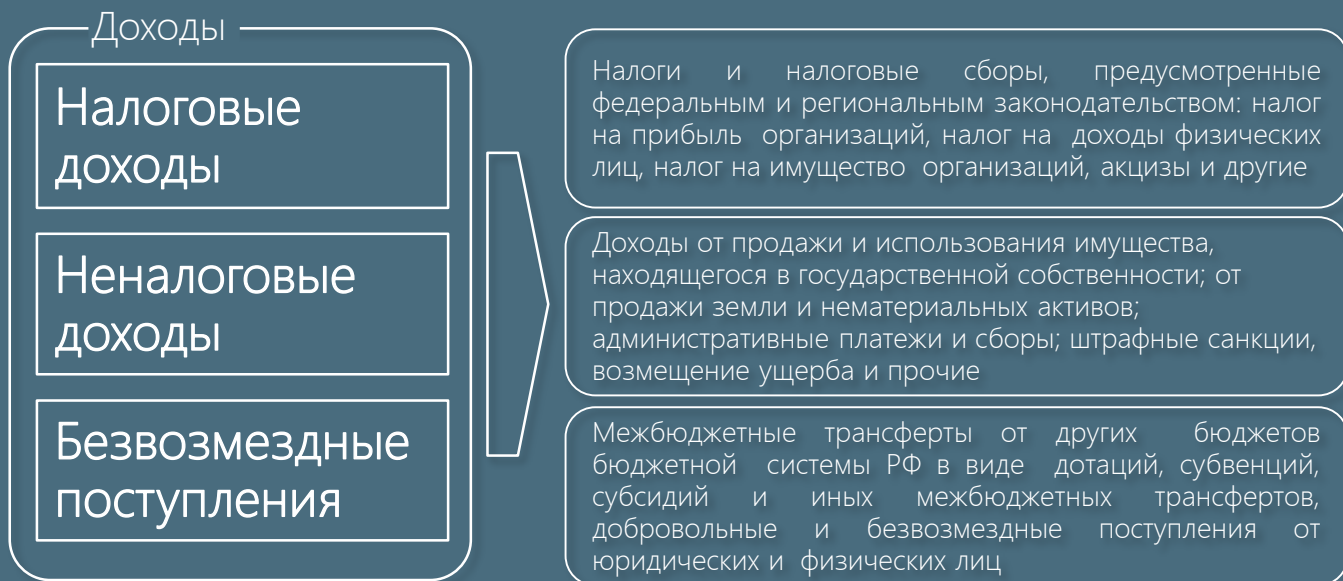 Доходы
Налоговые
доходы
Налоги и налоговые сборы, предусмотренные
федеральным и региональным законодательством: налог
на прибыль организаций, налог на доходы физических
лиц, налог на имущество организаций, акцизы и другие
Неналоговые
доходы
Доходы от продажи и использования имущества,
находящегося в государственной собственности; от
продажи земли и нематериальных активов;
административные платежи и сборы; штрафные санкции,
возмещение ущерба и прочие
Безвозмездные
поступления
Межбюджетные трансферты от других бюджетов
бюджетной системы РФ в виде дотаций, субвенций,
субсидий и иных межбюджетных трансфертов,
добровольные и безвозмездные поступления от
юридических и физических лиц